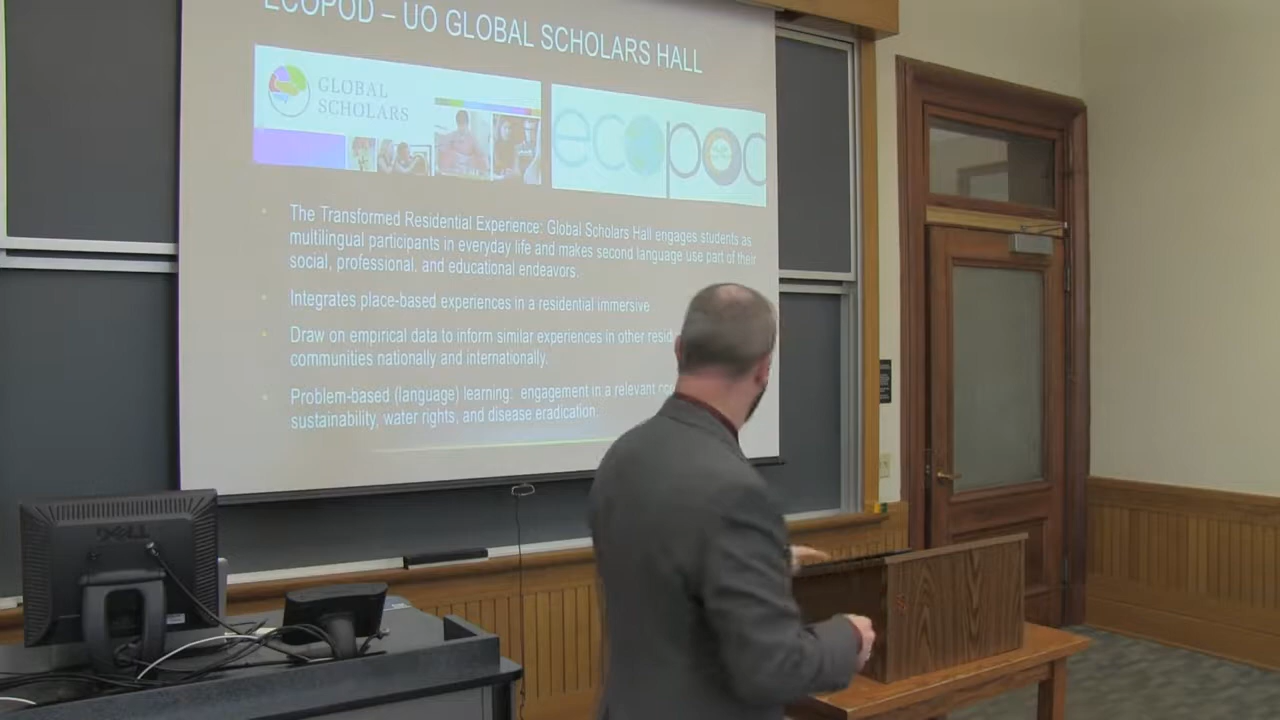 ECOPOD – UO GLOBAL SCHOLARS HALL
GLOBAL
SCHOLARS
ecopod
The Transformed Residential Experience: Global Scholars Hall engages students as
multilingual participants in everyday life and makes second language use part of their
social, professional, and educational endeavors.
Integrates place-based experiences in a residential immersive
Draw on empirical data to inform similar experiences in other resid
communities nationally and internationally.
Problem-based (language) learning: engagement in a relevant
sustainability, water rights, and disease eradication.
DELL